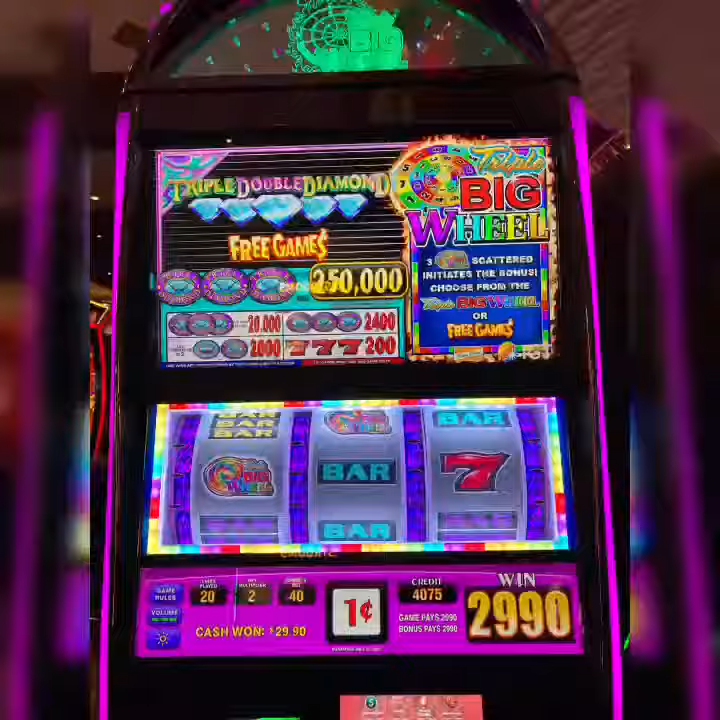 TRIPLE DOUBLE DIAMOND
FREE GAMES
250,000
20,000
2400
2000
777 200
Triple
BIG
WHEEL
3 SCATTERED
INITIATES THE BONUS!
CHOOSE FROM THE
Triple BIG WHEEL
OR
FREE GAMES
BAR
BAR
BAR
BIG
WHEEL
BAR
BAR
BAR
7
GAME
RULES
VOLUME
LINES
PLAYED
20
BET
MULTIPLIER
2
40
CASH WON: $29.90
1¢
CREDIT
4075
GAME PAYS 2990
BONUS PAYS 2990
WIN
2990